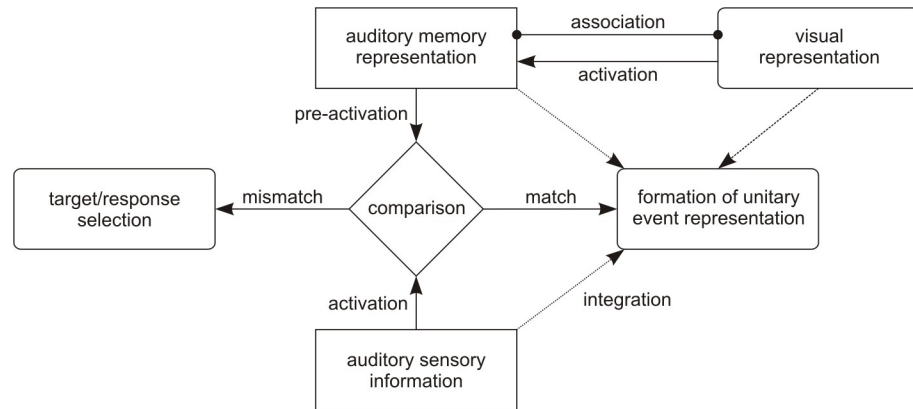 auditory memory
representation
association
activation
visual
representation
pre-activation
target/response
selection
mismatch
comparison
match
formation of unitary
event representation
activation
integration
auditory sensory
information